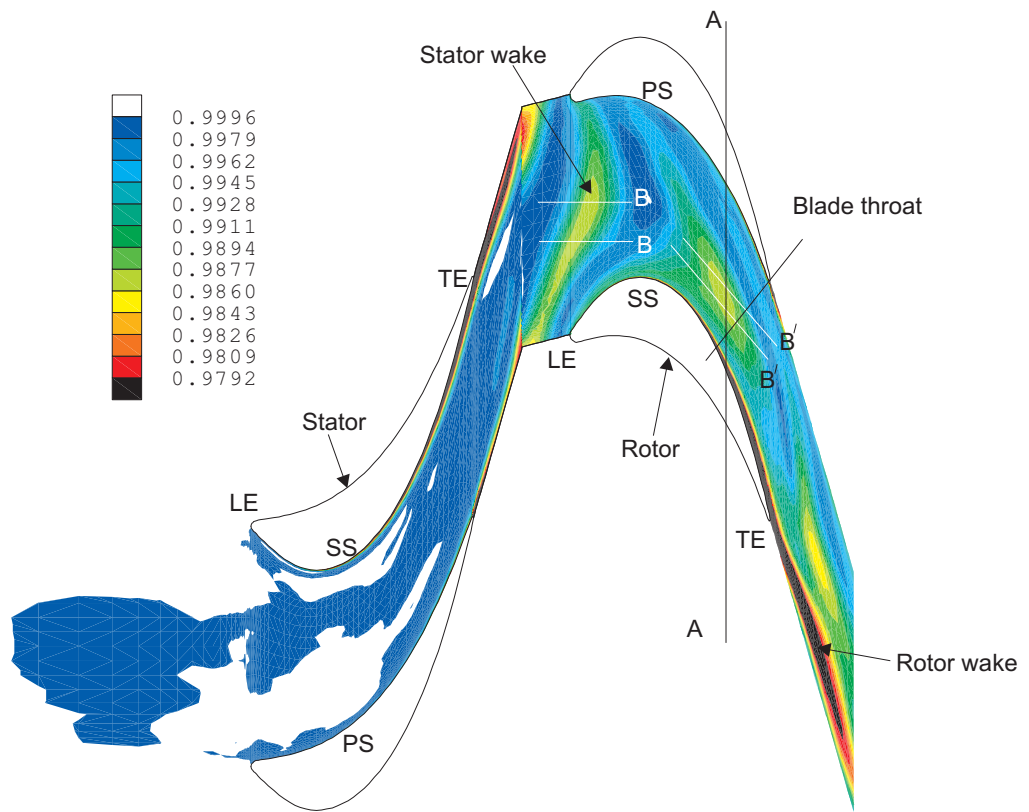 A
Stator wake
PS
0.9996
0.9979
0.9962
0.9945
0.9928
0.9911
0.9894
0.9877
0.9860
0.9843
0.9826
0.9809
0.9792
B
Blade throat
B
TE
SS
B'
LE
B'
Stator
Rotor
LE
SS
TE
A
Rotor wake
PS